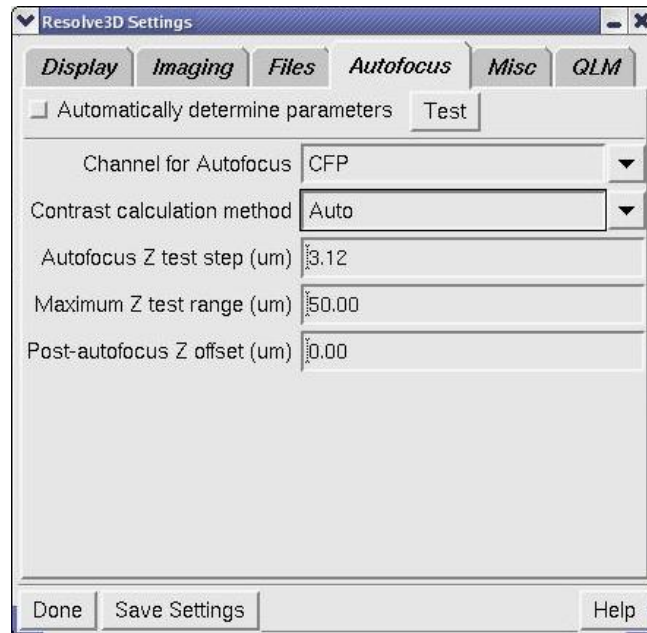 Resolve3D Settings
Display Imaging Files Autofocus Misc QLM
Automatically determine parameters Test
Channel for Autofocus CFP
Contrast calculation method Auto
Autofocus Z test step (um) 3.12
Maximum Z test range (um) 50.00
Post-autofocus Z offset (um) 0.00
Done Save Settings Help